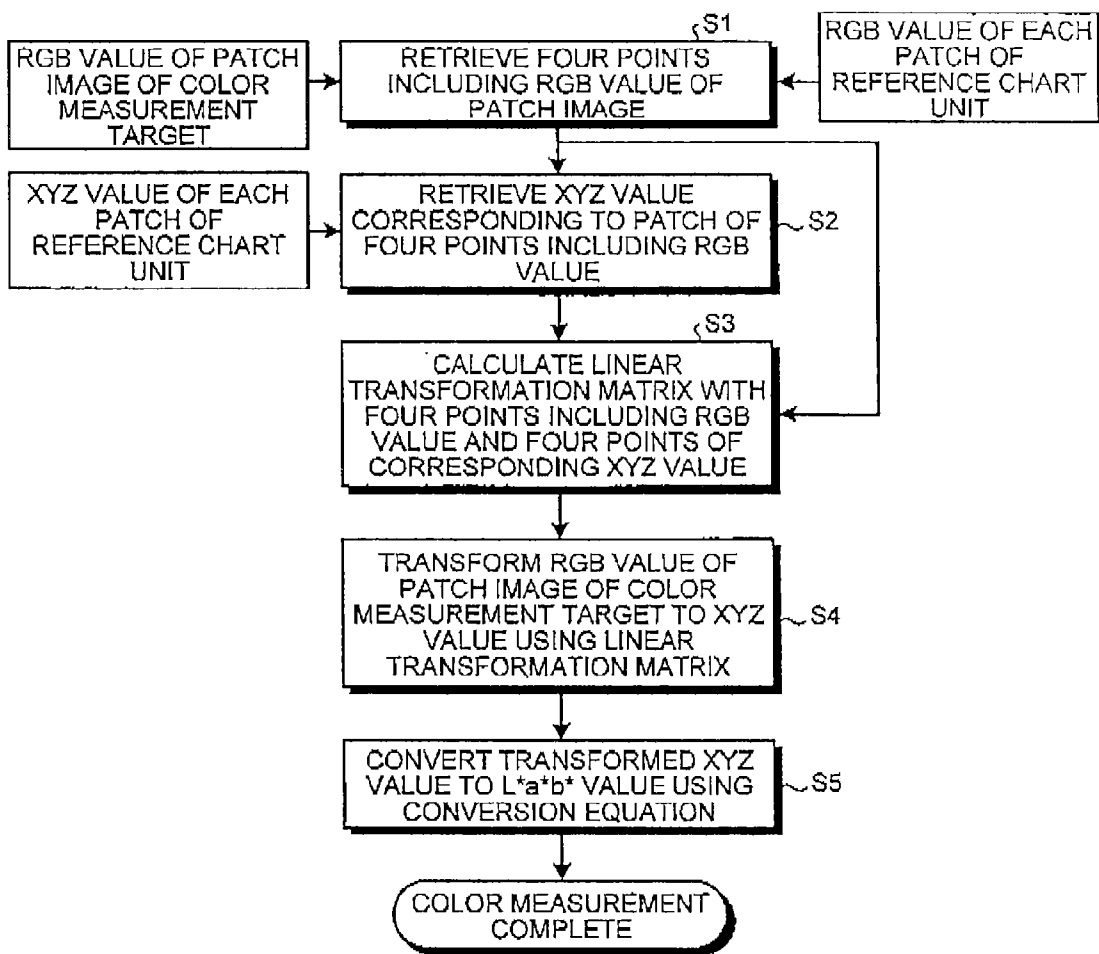 RGB VALUE OF PATCH
IMAGE OF COLOR
MEASUREMENT
TARGET
S1
RETRIEVE FOUR POINTS
INCLUDING RGB VALUE OF
PATCH IMAGE
RGB VALUE OF EACH
PATCH OF
REFERENCE CHART
UNIT
XYZ VALUE OF EACH
PATCH OF
REFERENCE CHART
UNIT
RETRIEVE XYZ VALUE
CORRESPONDING TO PATCH OF
FOUR POINTS INCLUDING RGB
VALUE
S2
S3
CALCULATE LINEAR
TRANSFORMATION MATRIX WITH
FOUR POINTS INCLUDING RGB
VALUE AND FOUR POINTS OF
CORRESPONDING XYZ VALUE
TRANSFORM RGB VALUE OF
PATCH IMAGE OF COLOR
MEASUREMENT TARGET TO XYZ
VALUE USING LINEAR
TRANSFORMATION MATRIX
S4
CONVERT TRANSFORMED XYZ
VALUE TO L*a*b* VALUE USING
CONVERSION EQUATION
S5
COLOR MEASUREMENT
COMPLETE